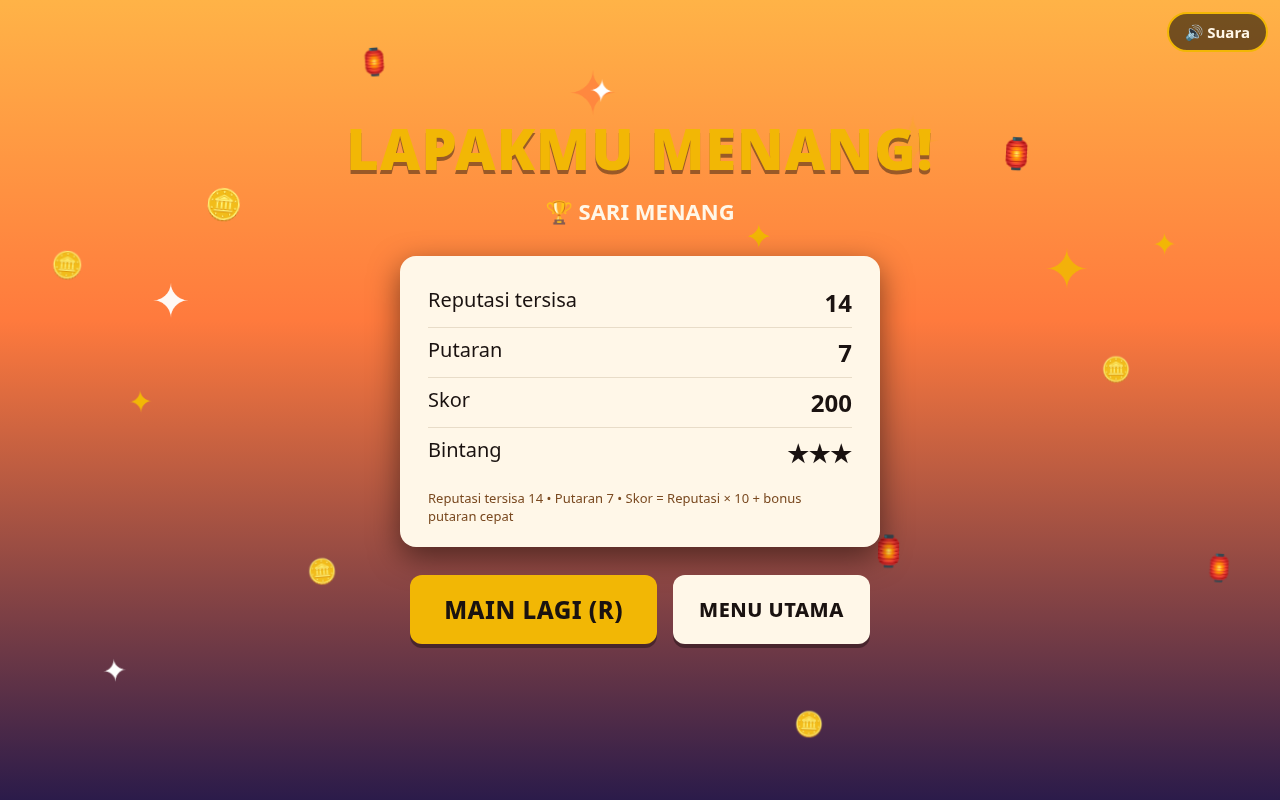 🔊 Suara
LAPAKMU MENANG!
🏆 SARI MENANG
Reputasi tersisa 14
Putaran 7
Skor 200
Bintang ★★★
Reputasi tersisa 14 • Putaran 7 • Skor = Reputasi × 10 + bonus
putaran cepat
MAIN LAGI (R)
MENU UTAMA